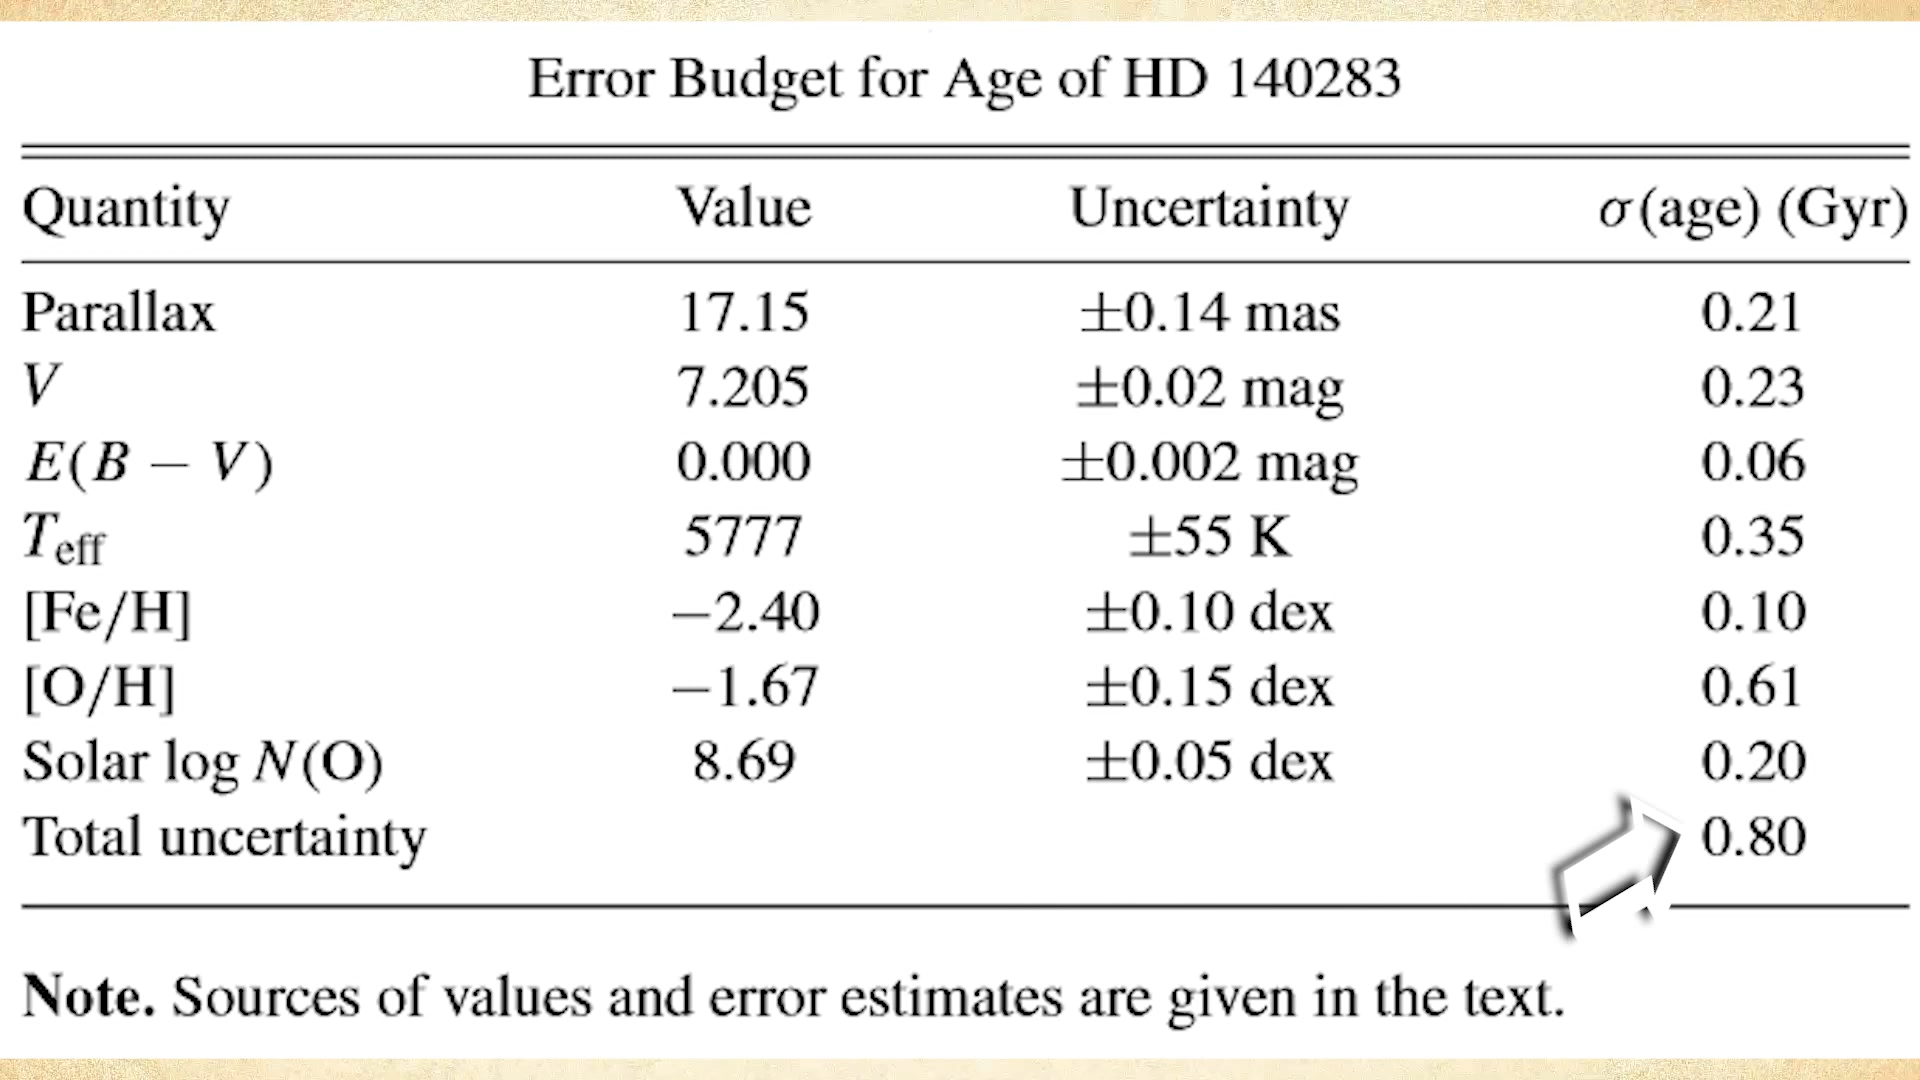 Error Budget for Age of HD 140283
Quantity Value Uncertainty σ(age) (Gyr)
Parallax 17.15 ±0.14 mas 0.21
V 7.205 ±0.02 mag 0.23
E(B − V) 0.000 ±0.002 mag 0.06
Teff 5777 ±55 K 0.35
[Fe/H] −2.40 ±0.10 dex 0.10
[O/H] −1.67 ±0.15 dex 0.61
Solar log N(O) 8.69 ±0.05 dex 0.20
Total uncertainty 0.80
Note. Sources of values and error estimates are given in the text.